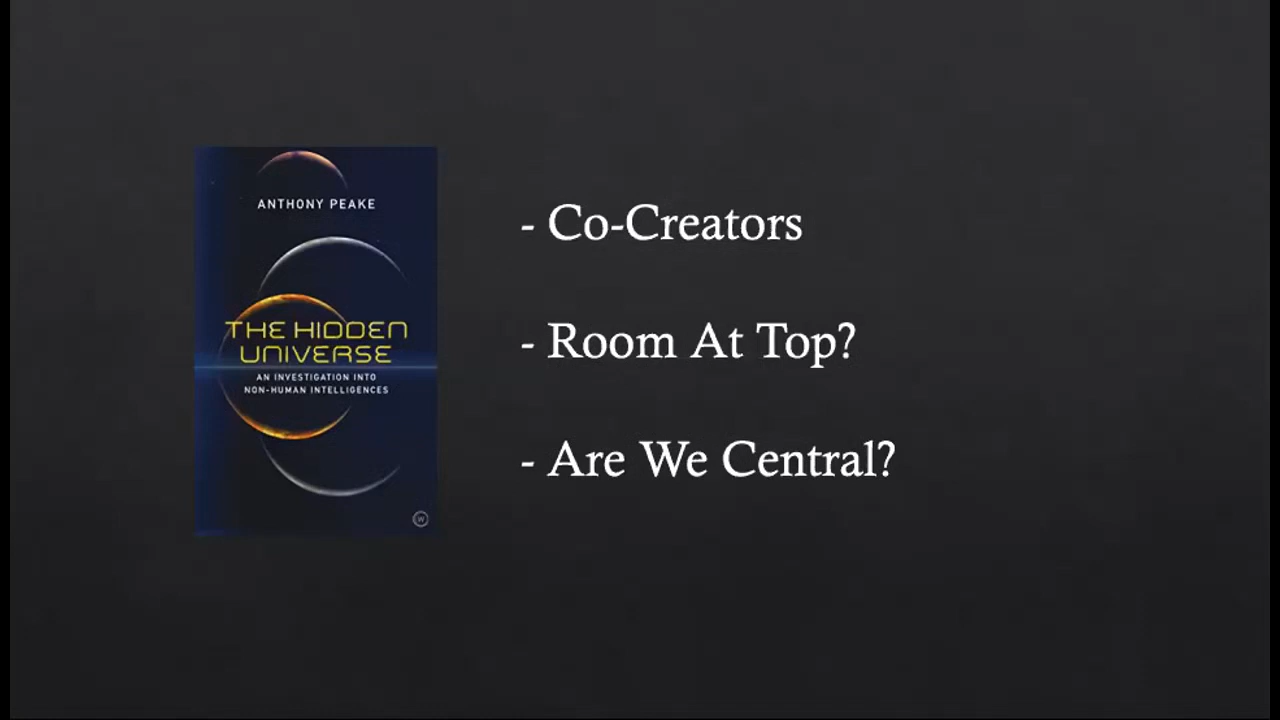 ANTHONY PEAKE
THE HIDDEN
UNIVERSE
AN INVESTIGATION INTO
NON-HUMAN INTELLIGENCES
W
- Co-Creators
- Room At Top?
- Are We Central?